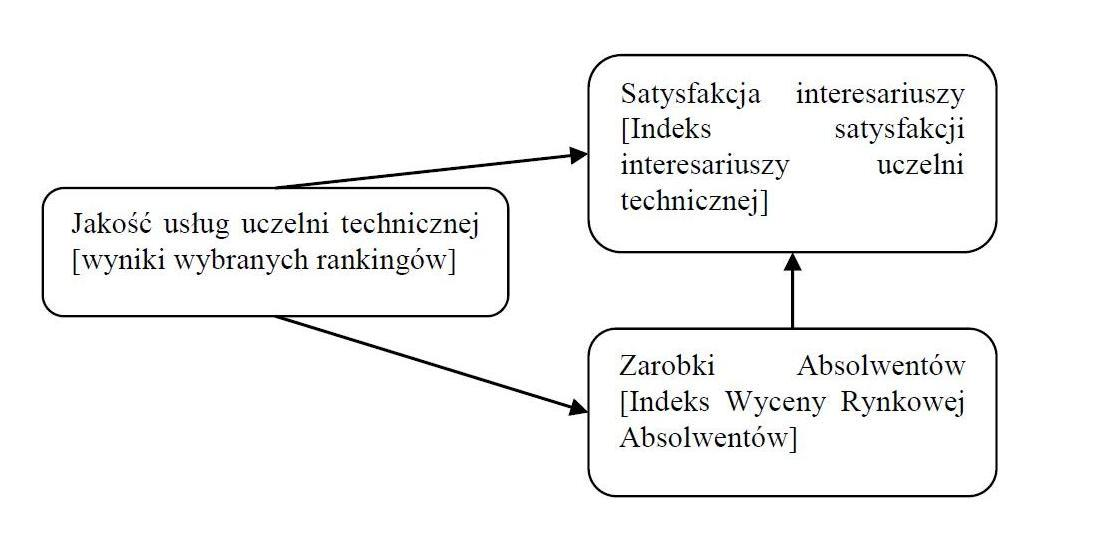 Satysfakcja interesariuszy
[Indeks satysfakcji
interesariuszy uczelni
technicznej]
Jakość usług uczelni technicznej
[wyniki wybranych rankingów]
Zarobki Absolwentów
[Indeks Wyceny Rynkowej
Absolwentów]